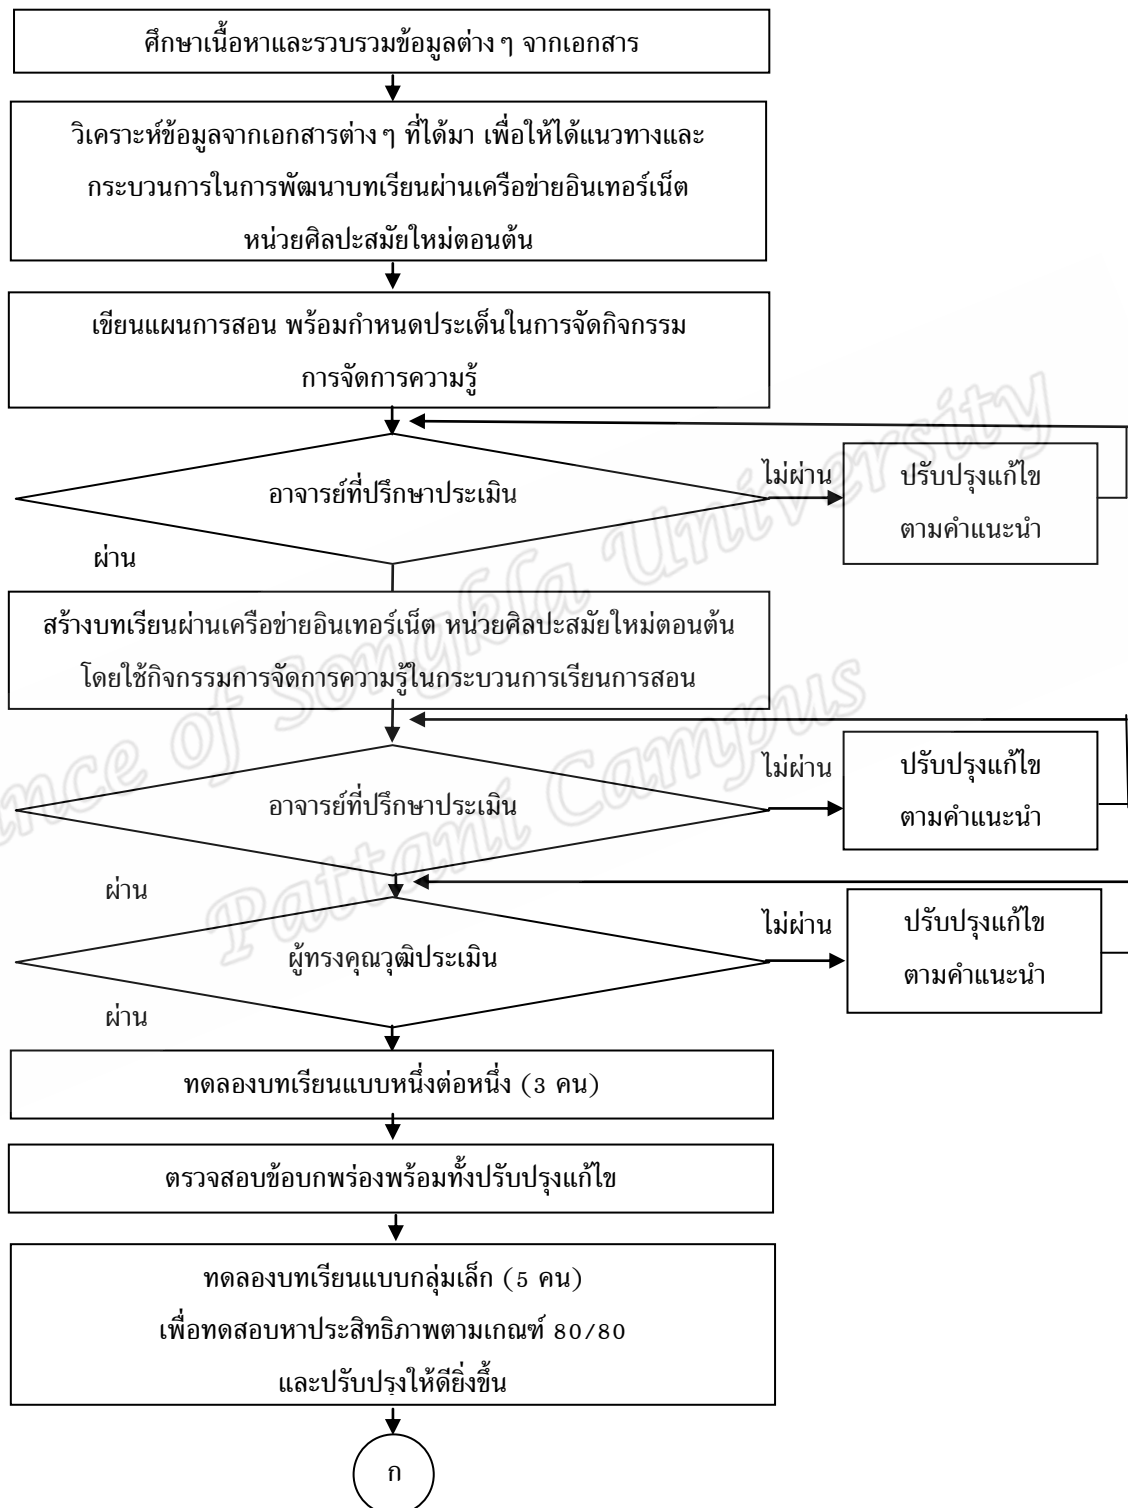 ศึกษาเนื้อหาและรวบรวมข้อมูลต่าง ๆ จากเอกสาร
วิเคราะห์ข้อมูลจากเอกสารต่าง ๆ ที่ได้มา เพื่อให้ได้แนวทางและ
กระบวนการในการพัฒนาบทเรียนผ่านเครือข่ายอินเทอร์เน็ต
หน่วยศิลปะสมัยใหม่ตอนต้น
เขียนแผนการสอน พร้อมกำหนดประเด็นในการจัดกิจกรรม
การจัดการความรู้
อาจารย์ที่ปรึกษาประเมิน
ไม่ผ่าน
ปรับปรุงแก้ไข
ตามคำแนะนำ
ผ่าน
สร้างบทเรียนผ่านเครือข่ายอินเทอร์เน็ต หน่วยศิลปะสมัยใหม่ตอนต้น
โดยใช้กิจกรรมการจัดการความรู้ในกระบวนการเรียนการสอน
อาจารย์ที่ปรึกษาประเมิน
ไม่ผ่าน
ปรับปรุงแก้ไข
ตามคำแนะนำ
ผ่าน
ผู้ทรงคุณวุฒิประเมิน
ไม่ผ่าน
ปรับปรุงแก้ไข
ตามคำแนะนำ
ผ่าน
ทดลองบทเรียนแบบหนึ่งต่อหนึ่ง (3 คน)
ตรวจสอบข้อบกพร่องพร้อมทั้งปรับปรุงแก้ไข
ทดลองบทเรียนแบบกลุ่มเล็ก (5 คน)
เพื่อทดสอบหาประสิทธิภาพตามเกณฑ์ 80/80
และปรับปรุงให้ดียิ่งขึ้น
ก
of Songkla University
Pattani Campus